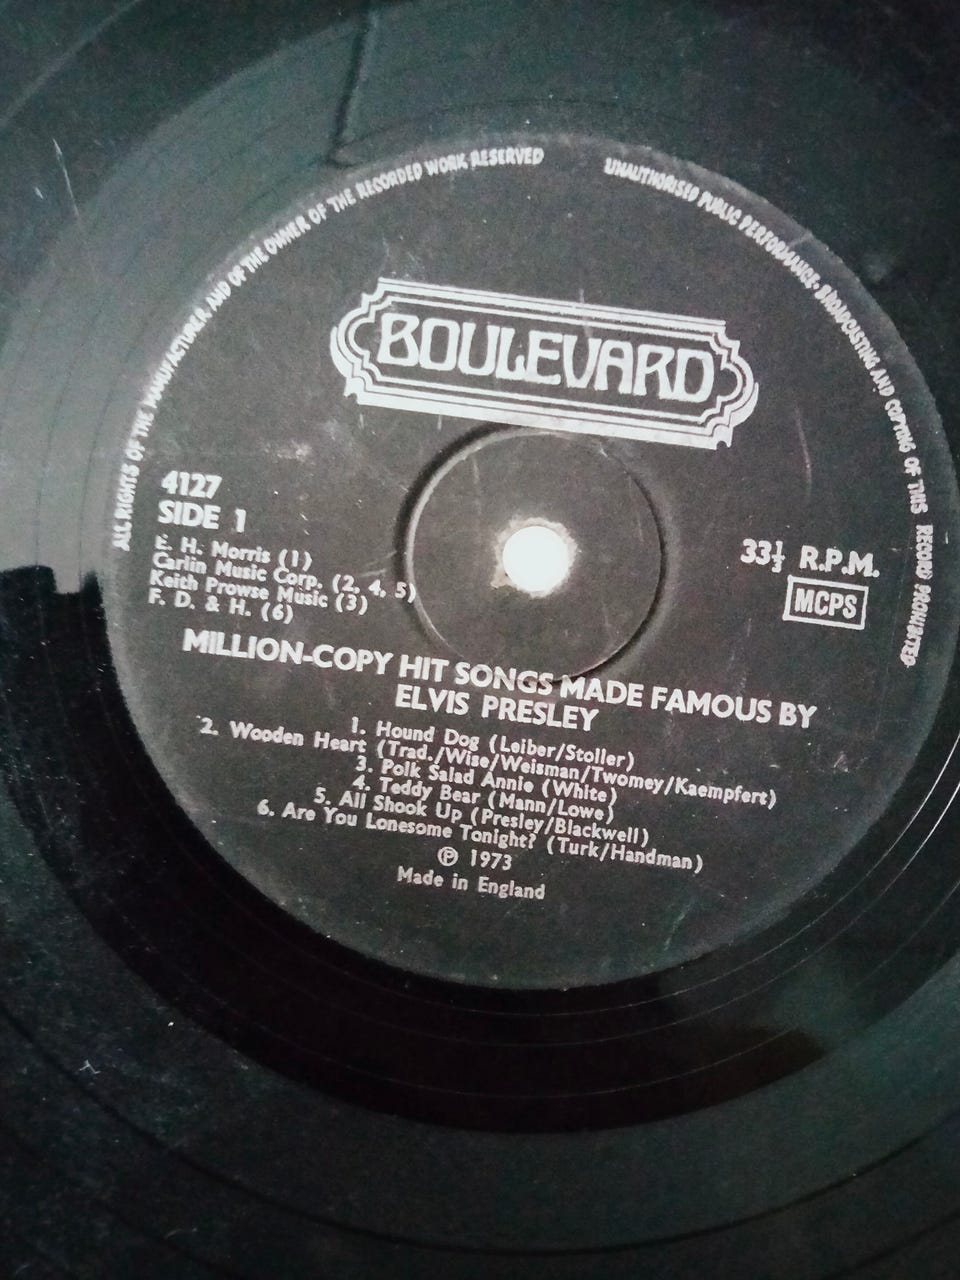 ALL RIGHTS OF THE MANUFACTURER AND OF THE OWNER OF THE RECORDED WORK RESERVED
UNAUTHORISED PUBLIC PERFORMANCE· BROADCASTING AND COPYING OF THIS RECORD PROHIBITED
BOULEVARD
4127
SIDE 1
E. H. Morris (1)
Carlin Music Corp. (2, 4, 5)
Keith Prowse Music (3)
F. D. & H. (6)
33⅓ R.P.M.
MCPS
MILLION-COPY HIT SONGS MADE FAMOUS BY
ELVIS PRESLEY
1. Hound Dog (Leiber/Stoller)
2. Wooden Heart (Trad./Wise/Weisman/Twomey/Kaempfert)
3. Polk Salad Annie (White)
4. Teddy Bear (Mann/Lowe)
5. All Shook Up (Presley/Blackwell)
6. Are You Lonesome Tonight? (Turk/Handman)
℗ 1973
Made in England